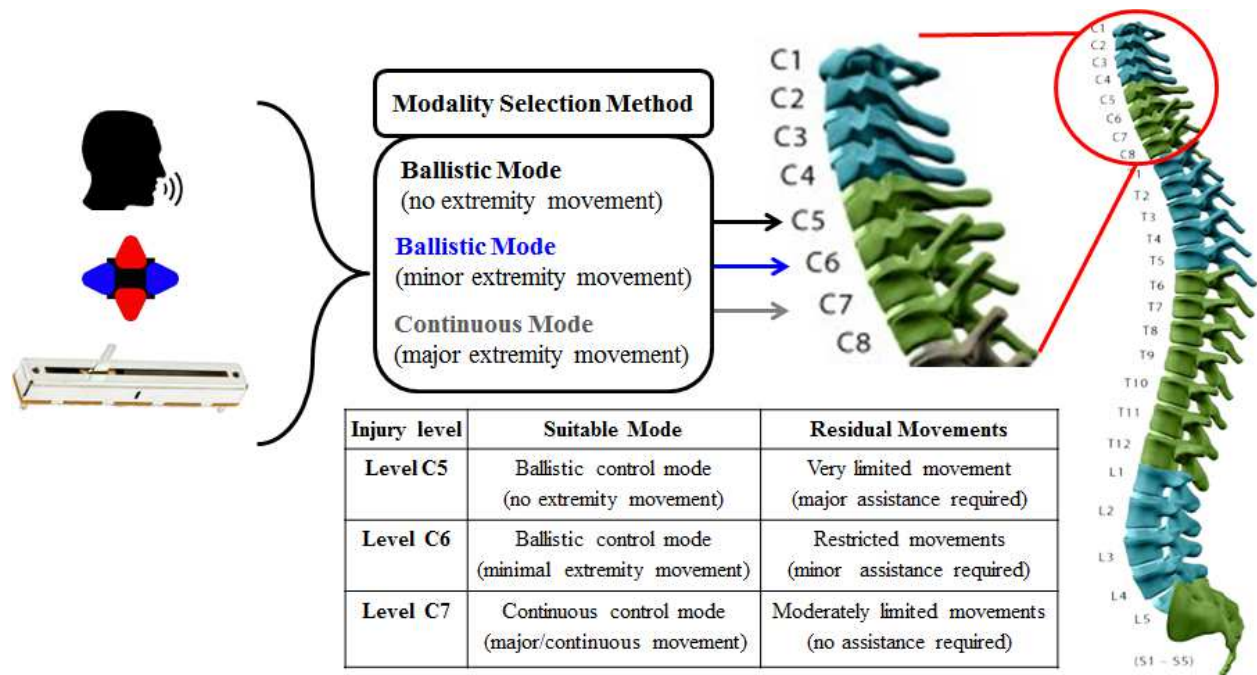 Modality Selection Method
Ballistic Mode
(no extremity movement)
Ballistic Mode
(minor extremity movement)
Continuous Mode
(major extremity movement)
C1
C2
C3
C4
C5
C6
C7
C8
C1
C2
C3
C4
C5
C6
C7
C8
T1
T2
T3
T4
T5
T6
T7
T8
T9
T10
T11
T12
L1
L2
L3
L4
L5
(S1 - S5)
Injury level Suitable Mode Residual Movements
Level C5 Ballistic control mode Very limited movement
(no extremity movement) (major assistance required)
Level C6 Ballistic control mode Restricted movements
(minimal extremity movement) (minor assistance required)
Level C7 Continuous control mode Moderately limited movements
(major/continuous movement) (no assistance required)